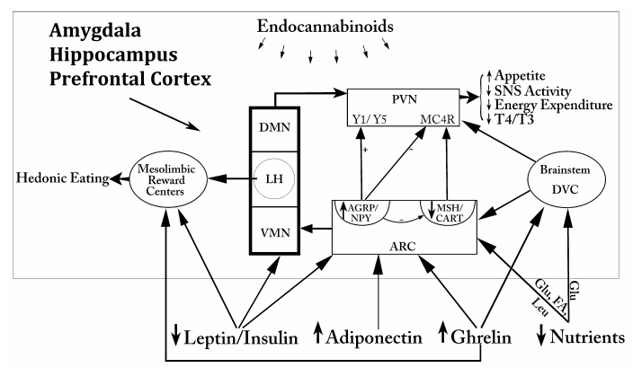 Amygdala
Hippocampus
Prefrontal Cortex
Endocannabinoids
PVN
Y1/ Y5 MC4R
Appetite
SNS Activity
Energy Expenditure
T4/T3
DMN
LH
VMN
Hedonic Eating
Mesolimbic
Reward
Centers
Brainstem
DVC
+
-
AGRP/
NPY
-
MSH/
CART
ARC
Glu, FA,
Leu
Glu
Leptin/Insulin
Adiponectin
Ghrelin
Nutrients